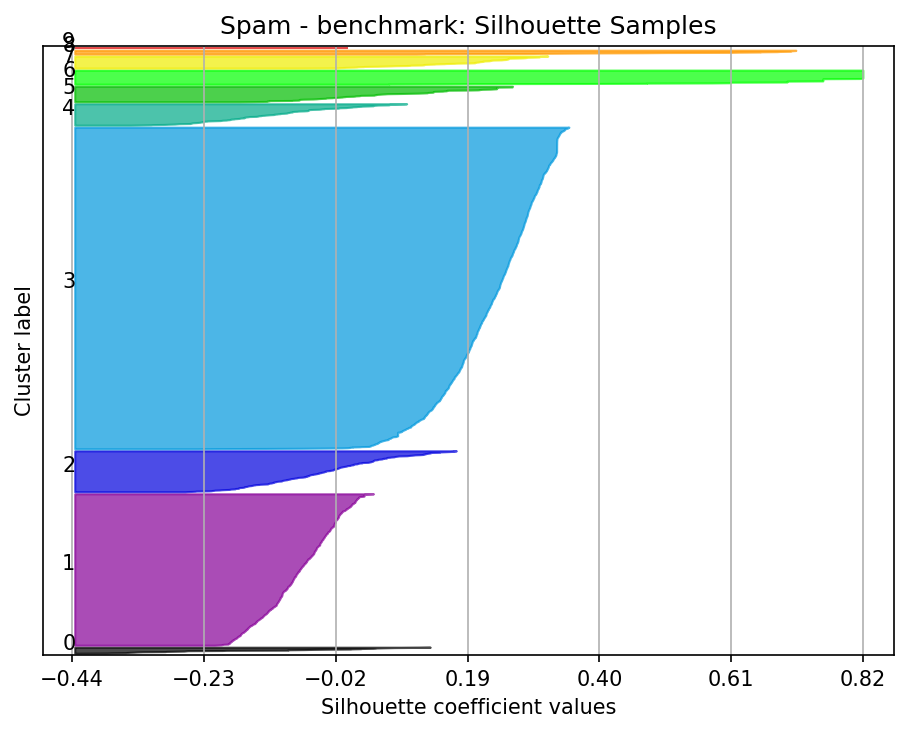 Spam - benchmark: Silhouette Samples
9
8
7
6
5
4
3
2
1
0
Cluster label
−0.44 −0.23 −0.02 0.19 0.40 0.61 0.82
Silhouette coefficient values